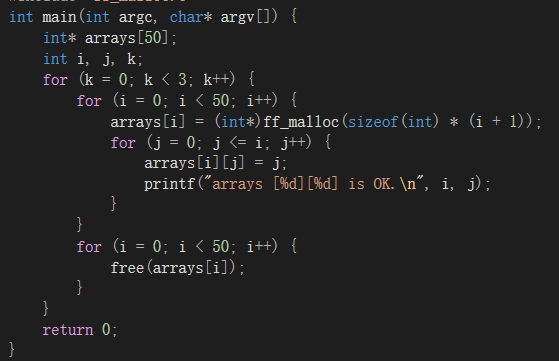 int main(int argc, char* argv[]) {
    int* arrays[50];
    int i, j, k;
    for (k = 0; k < 3; k++) {
        for (i = 0; i < 50; i++) {
            arrays[i] = (int*)ff_malloc(sizeof(int) * (i + 1));
            for (j = 0; j <= i; j++) {
                arrays[i][j] = j;
                printf("arrays [%d][%d] is OK.\n", i, j);
            }
        }
        for (i = 0; i < 50; i++) {
            free(arrays[i]);
        }
    }
    return 0;
}